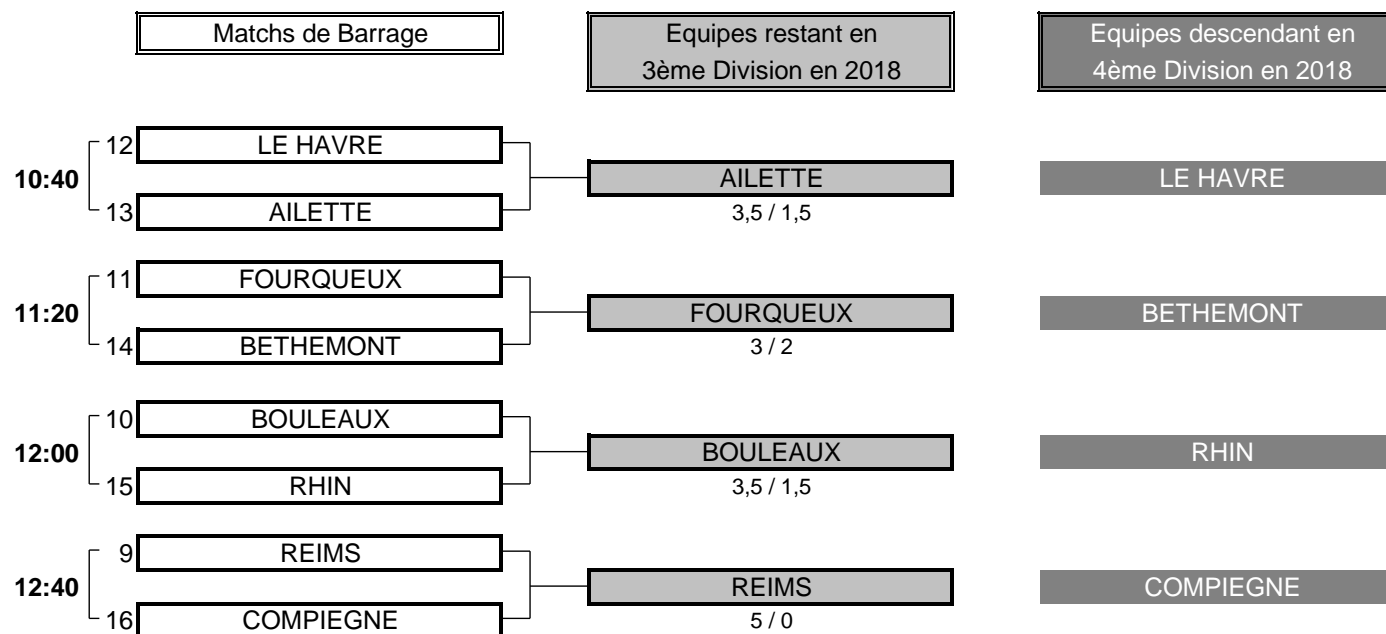 Matchs de Barrage
Equipes restant en
3ème Division en 2018
Equipes descendant en
4ème Division en 2018
12 LE HAVRE
10:40 AILETTE LE HAVRE
13 AILETTE 3,5 / 1,5
11 FOURQUEUX
11:20 FOURQUEUX BETHEMONT
14 BETHEMONT 3 / 2
10 BOULEAUX
12:00 BOULEAUX RHIN
15 RHIN 3,5 / 1,5
9 REIMS
12:40 REIMS COMPIEGNE
16 COMPIEGNE 5 / 0